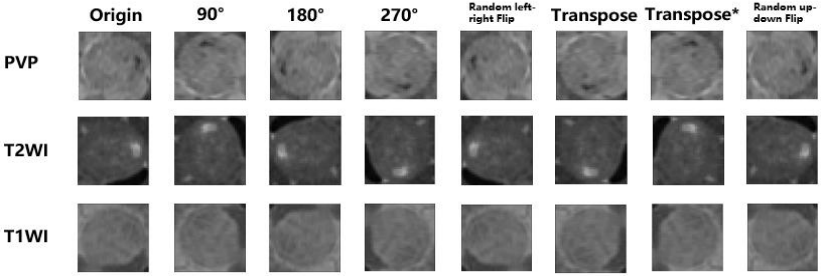 Origin 90° 180° 270° Random left-right Flip Transpose Transpose* Random up-down Flip
PVP
T2WI
T1WI